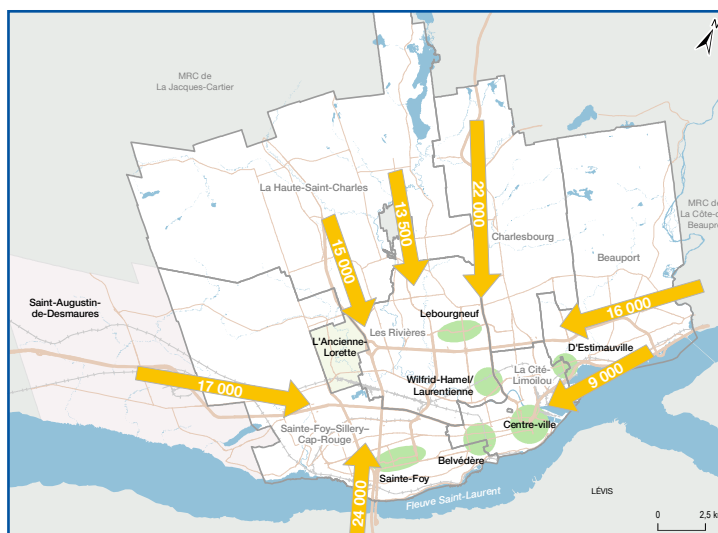 N
MRC de
La Jacques-Cartier
La Haute-Saint-Charles
22 000
13 500
15 000
Charlesbourg
MRC de
La Côte-d
Beaupré
Beauport
Saint-Augustin-
de-Desmaures
16 000
Lebourgneuf
Les Rivières
L'Ancienne-
Lorette
D'Estimauville
La Cité-
Limoilou
9 000
17 000
Wilfrid-Hamel/
Laurentienne
Sainte-Foy–Sillery–
Cap-Rouge
Centre-ville
Belvédère
Sainte-Foy
24 000
Fleuve Saint-Laurent
LÉVIS
0 2,5 k